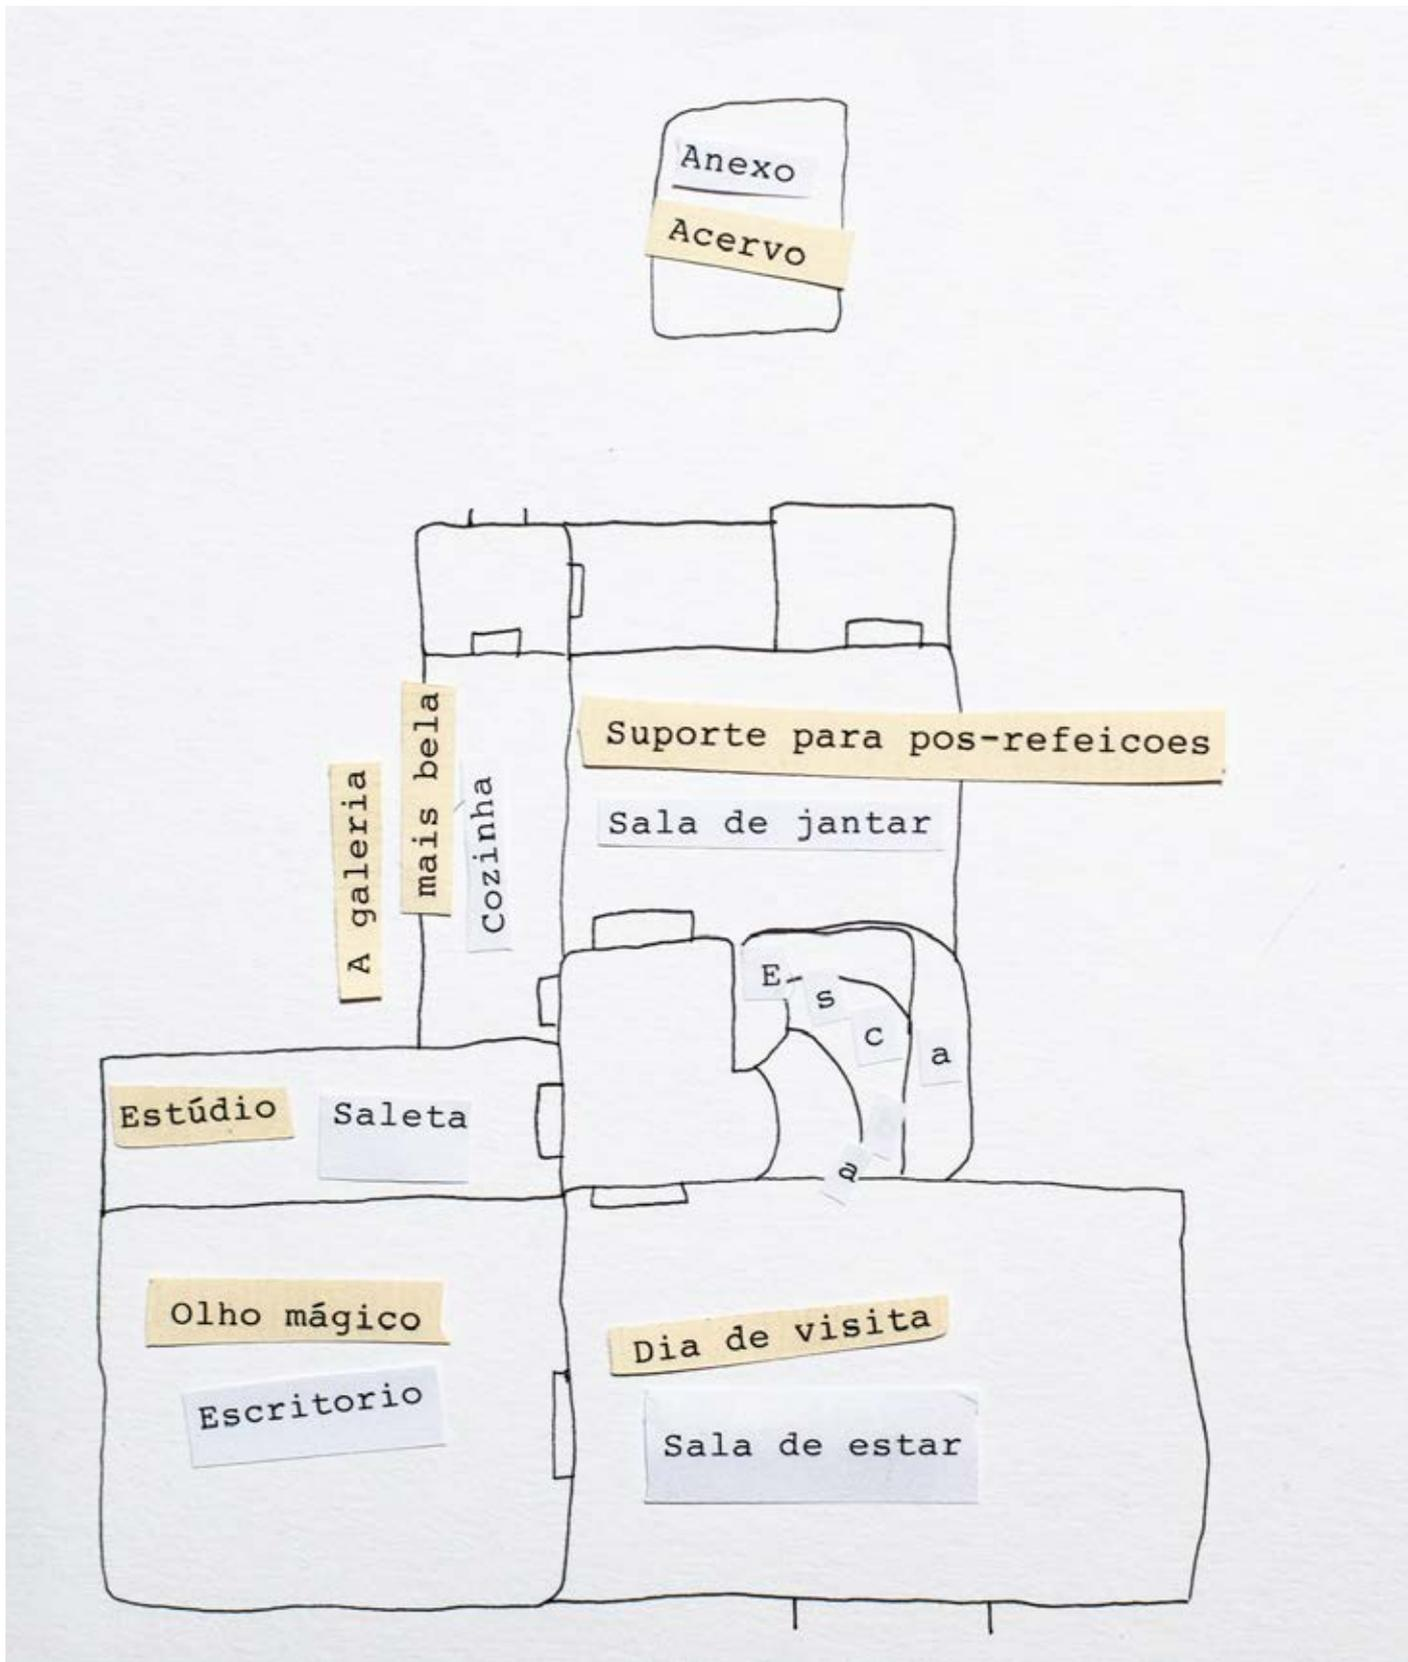 Anexo
Acervo
A galeria
mais bela
Cozinha
Suporte para pos-refeicoes
Sala de jantar
E
s
c
a
a
Estúdio
Saleta
Olho mágico
Escritorio
Dia de visita
Sala de estar